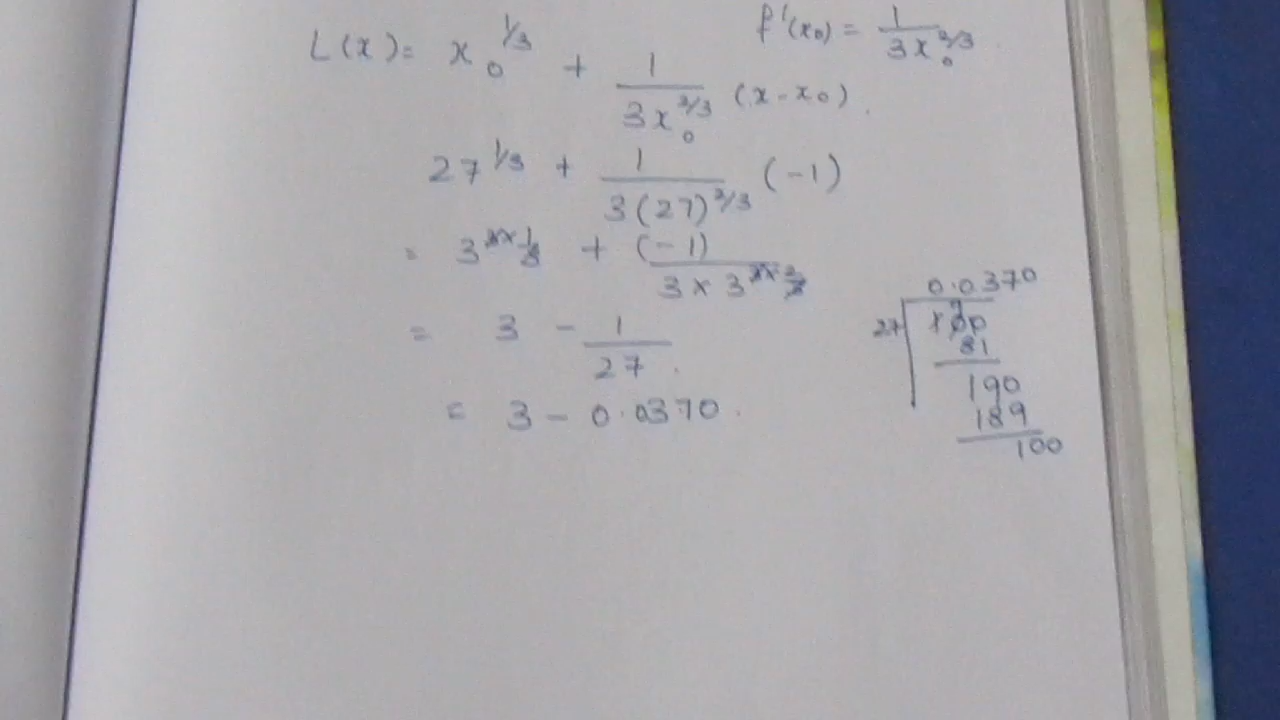 L(x) = x₀^1/3 + 1/(3x₀^2/3) (x - x₀).
f'(x₀) = 1/(3x₀^2/3)
27^1/3 + 1/(3(27)^2/3) (-1)
= 3^(3×1/3) + (-1)/(3 × 3^(3×2/3))
= 3 - 1/27.
= 3 - 0.0370.
0.0370
27 100
81
190
189
100